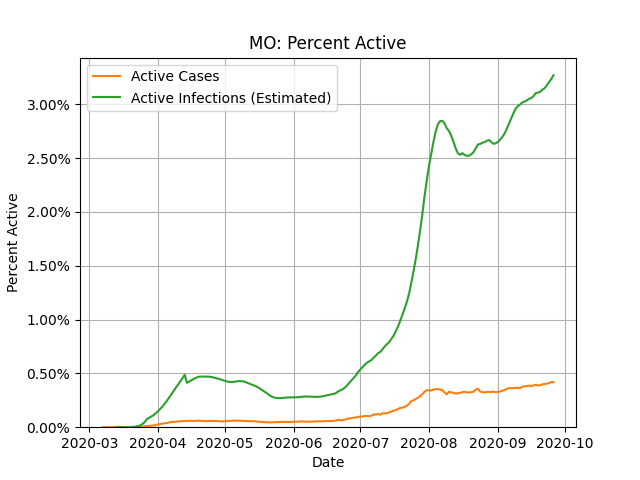 MO: Percent Active
Active Cases
Active Infections (Estimated)
Percent Active
3.00%
2.50%
2.00%
1.50%
1.00%
0.50%
0.00%
2020-03 2020-04 2020-05 2020-06 2020-07 2020-08 2020-09 2020-10
Date